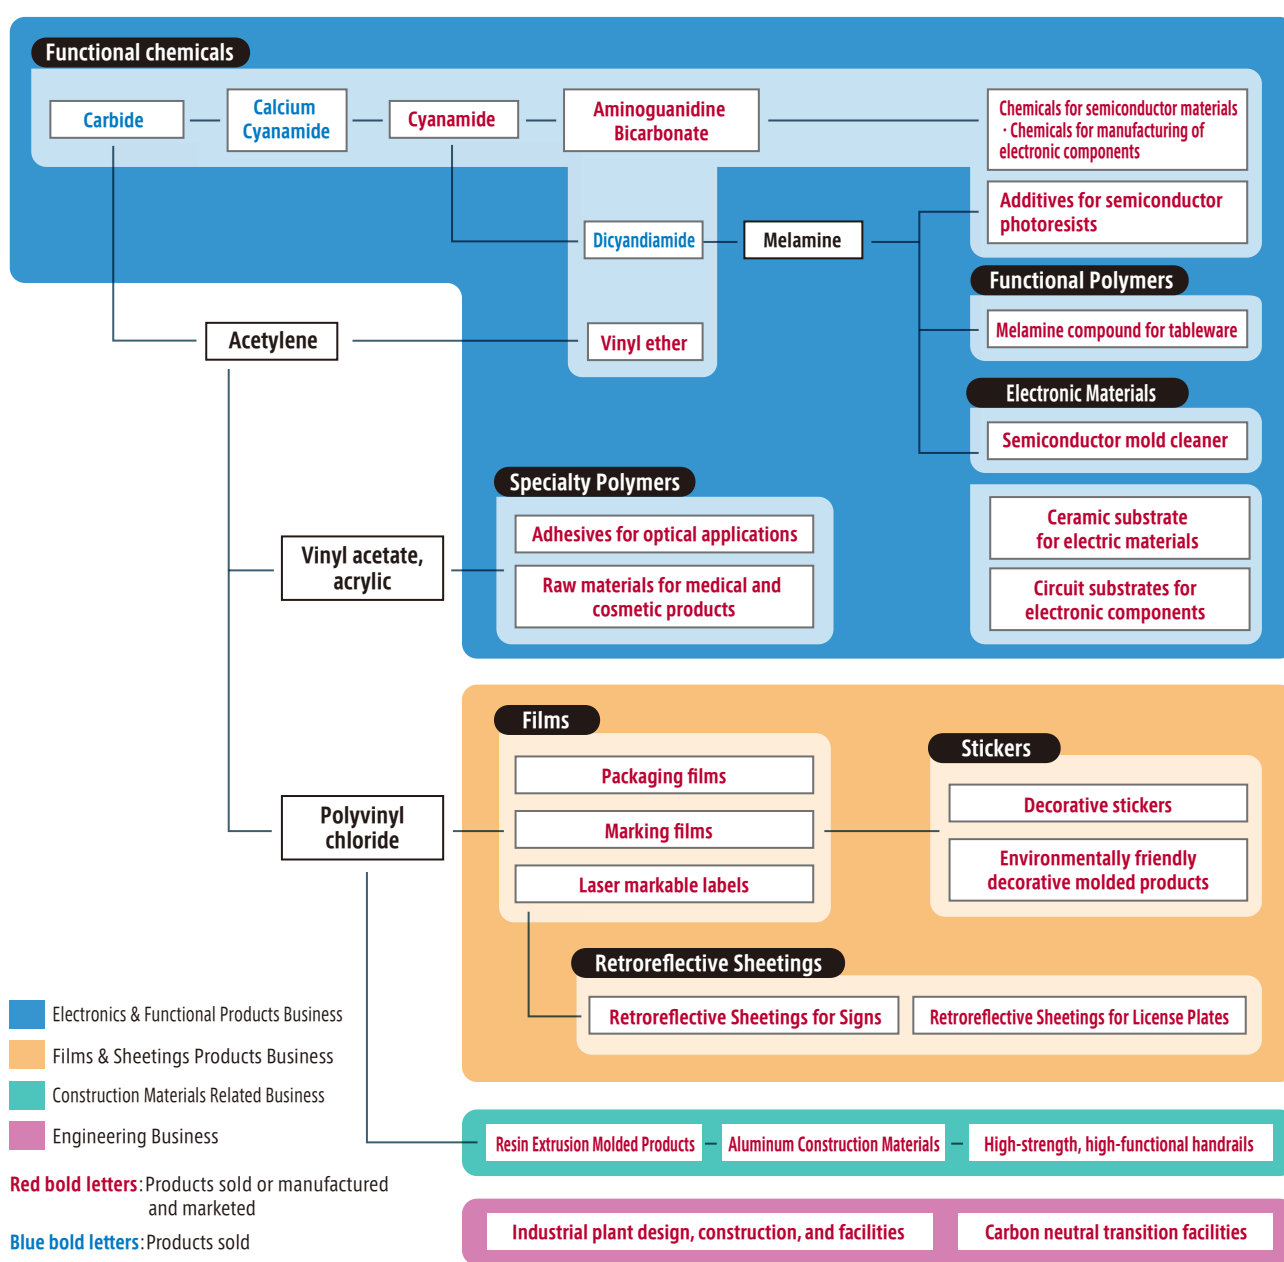 Functional chemicals
Carbide
Calcium
Cyanamide
Cyanamide
Aminoguanidine
Bicarbonate
Chemicals for semiconductor materials
· Chemicals for manufacturing of
electronic components
Additives for semiconductor
photoresists
Dicyandiamide
Melamine
Functional Polymers
Melamine compound for tableware
Acetylene
Vinyl ether
Electronic Materials
Semiconductor mold cleaner
Specialty Polymers
Adhesives for optical applications
Raw materials for medical and
cosmetic products
Vinyl acetate,
acrylic
Ceramic substrate
for electric materials
Circuit substrates for
electronic components
Films
Packaging films
Marking films
Laser markable labels
Stickers
Decorative stickers
Environmentally friendly
decorative molded products
Polyvinyl
chloride
Retroreflective Sheetings
Retroreflective Sheetings for Signs
Retroreflective Sheetings for License Plates
Electronics & Functional Products Business
Films & Sheetings Products Business
Construction Materials Related Business
Engineering Business
Resin Extrusion Molded Products
Aluminum Construction Materials
High-strength, high-functional handrails
Red bold letters:Products sold or manufactured
and marketed
Blue bold letters:Products sold
Industrial plant design, construction, and facilities
Carbon neutral transition facilities